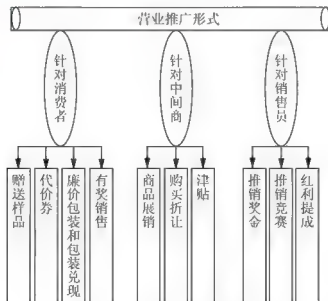 营业推广形式
针对消费者
针对中间商
针对销售员
赠送样品
代价券
廉价包装和包装兑现
有奖销售
商品展销
购买折让
津贴
推销奖金
推销竞赛
红利提成